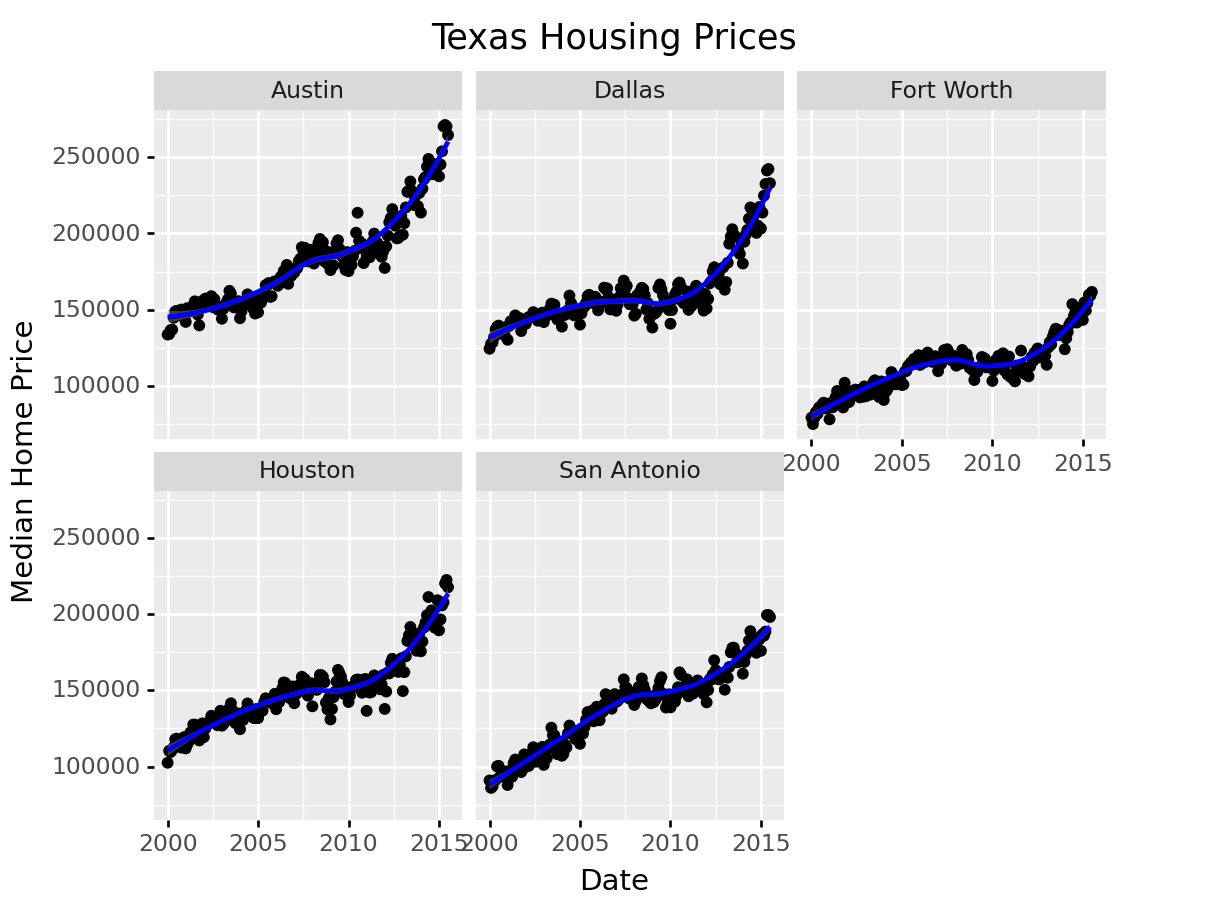 Texas Housing Prices
Austin
Dallas
Fort Worth
250000
200000
150000
100000
2000 2005 2010 2015
Houston
San Antonio
250000
200000
150000
100000
2000 2005 2010 2015
2000 2005 2010 2015
Median Home Price
Date